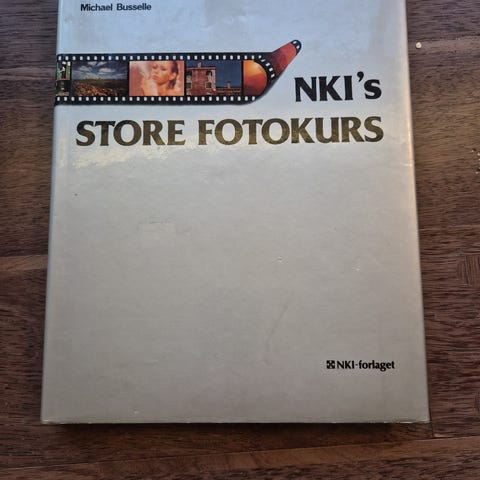 Michael Busselle
NKI's
STORE FOTOKURS
NKI-forlaget